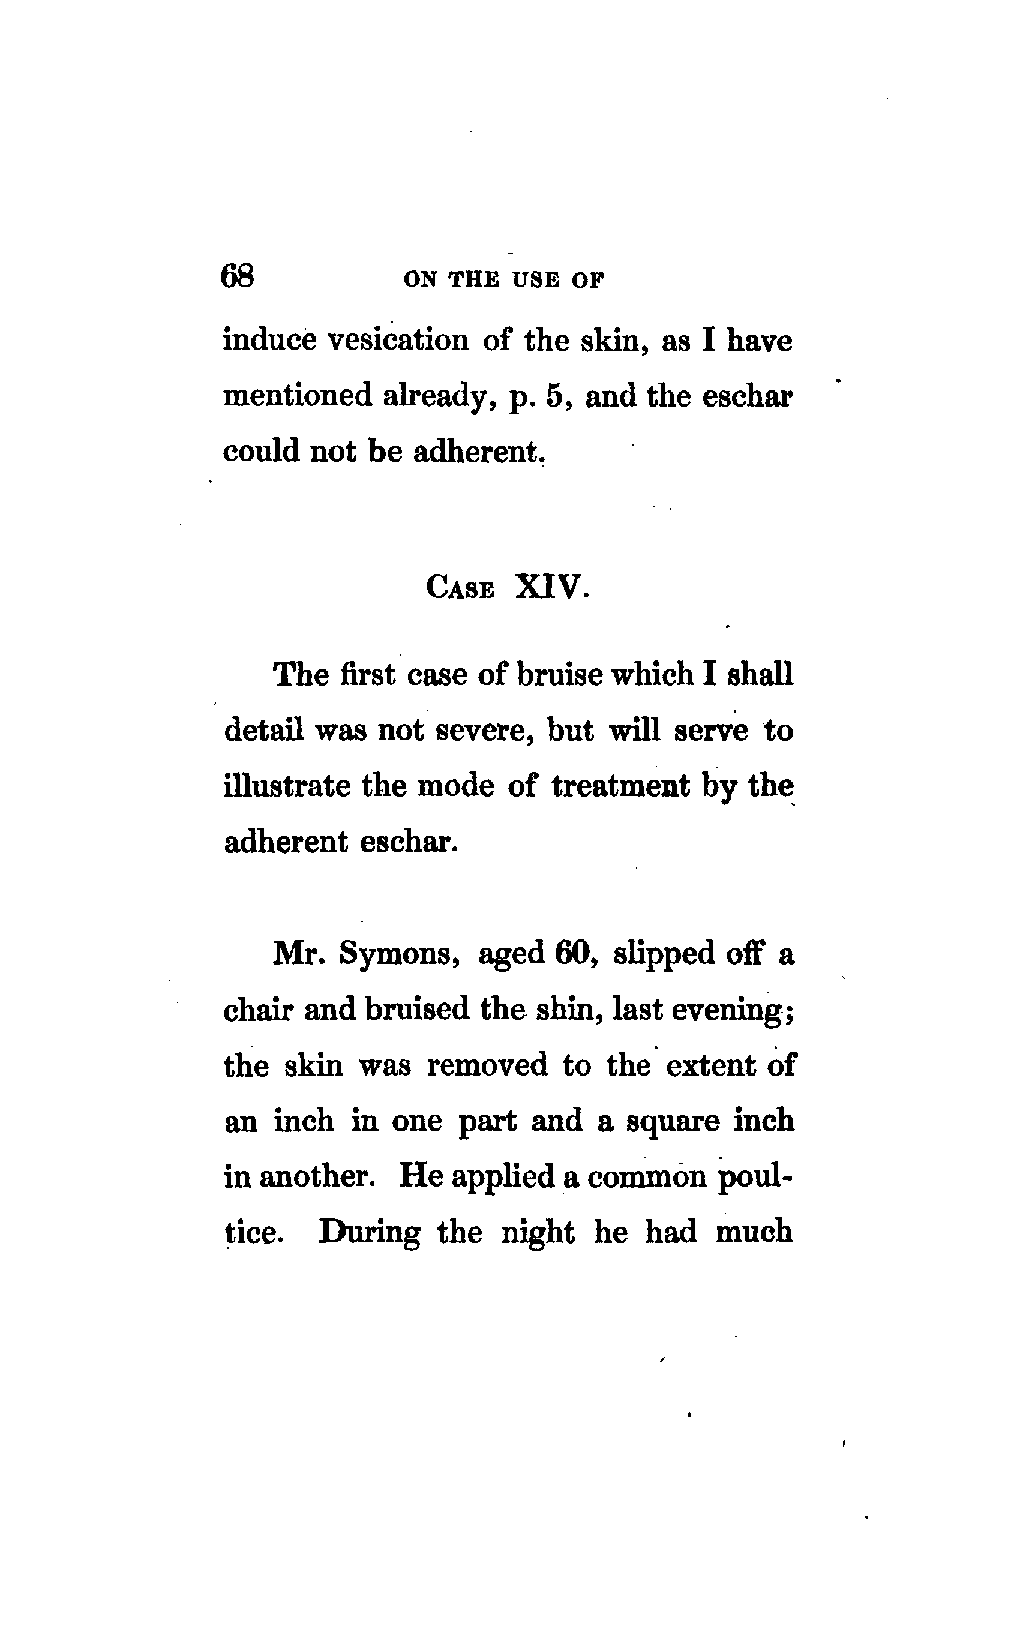 68 ON THE USE OF
induce vesication of the skin, as I have
mentioned already, p. 5, and the eschar
could not be adherent.
CASE XIV.
The first case of bruise which I shall
detail was not severe, but will serve to
illustrate the mode of treatment by the
adherent eschar.
Mr. Symons, aged 60, slipped off a
chair and bruised the shin, last evening;
the skin was removed to the extent of
an inch in one part and a square inch
in another. He applied a common poul-
tice. During the night he had much